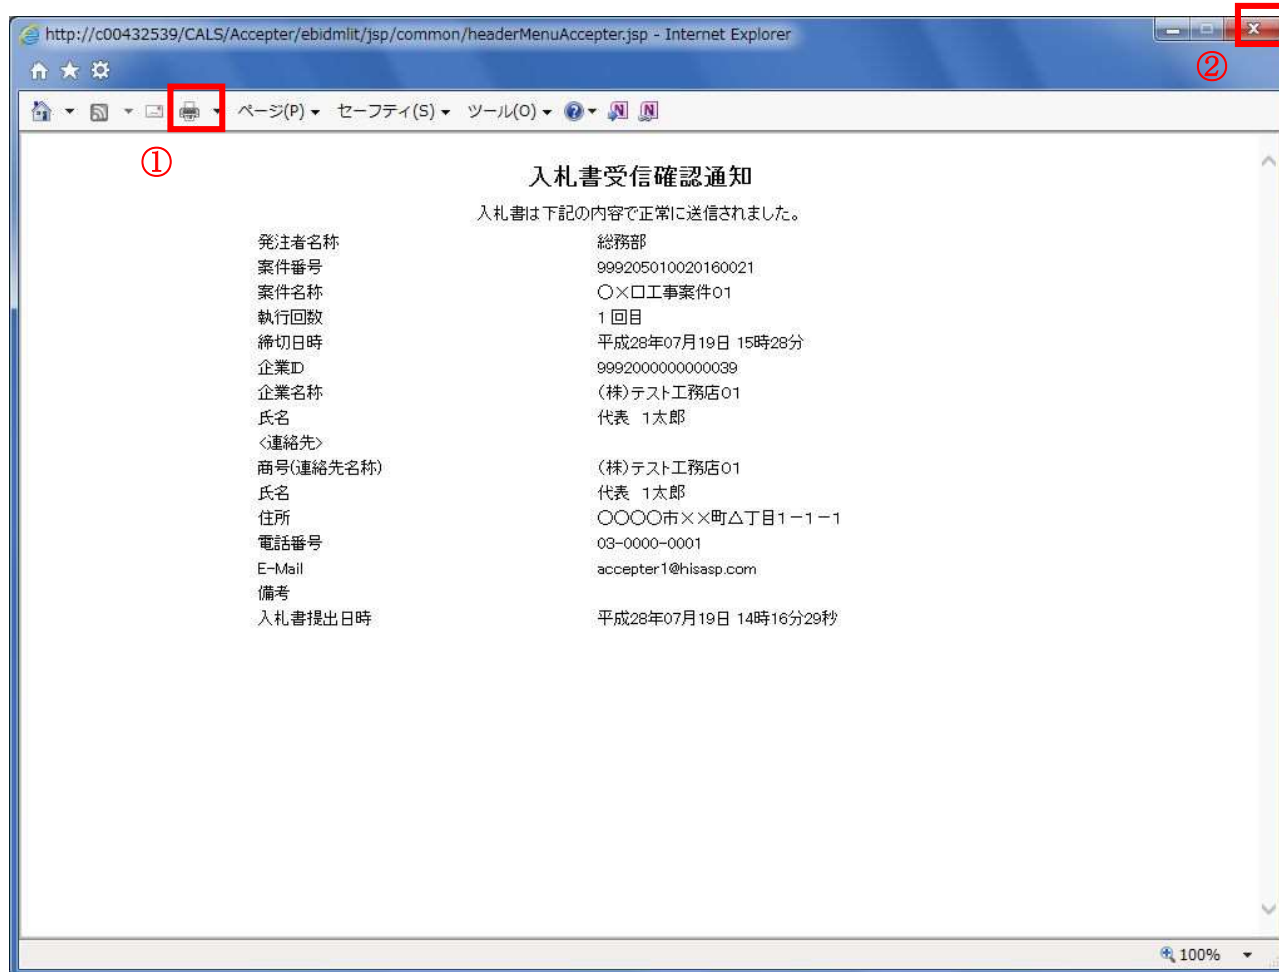 http://c00432539/CALS/Accepter/ebidmlit/jsp/common/headerMenuAccepter.jsp - Internet Explorer
②
ページ(P) セーフティ(S) ツール(O)
①
入札書受信確認通知
入札書は下記の内容で正常に送信されました。
発注者名称 総務部
案件番号 999205010020160021
案件名称 〇×口工事案件01
執行回数 1回目
締切日時 平成28年07月19日 15時28分
企業ID 9992000000000039
企業名称 (株)テスト工務店01
氏名 代表 1太郎
<連絡先>
商号(連絡先名称) (株)テスト工務店01
氏名 代表 1太郎
住所 〇〇〇〇市××町△丁目1-1-1
電話番号 03-0000-0001
E-Mail accepter1@hisasp.com
備考
入札書提出日時 平成28年07月19日 14時16分29秒
100%